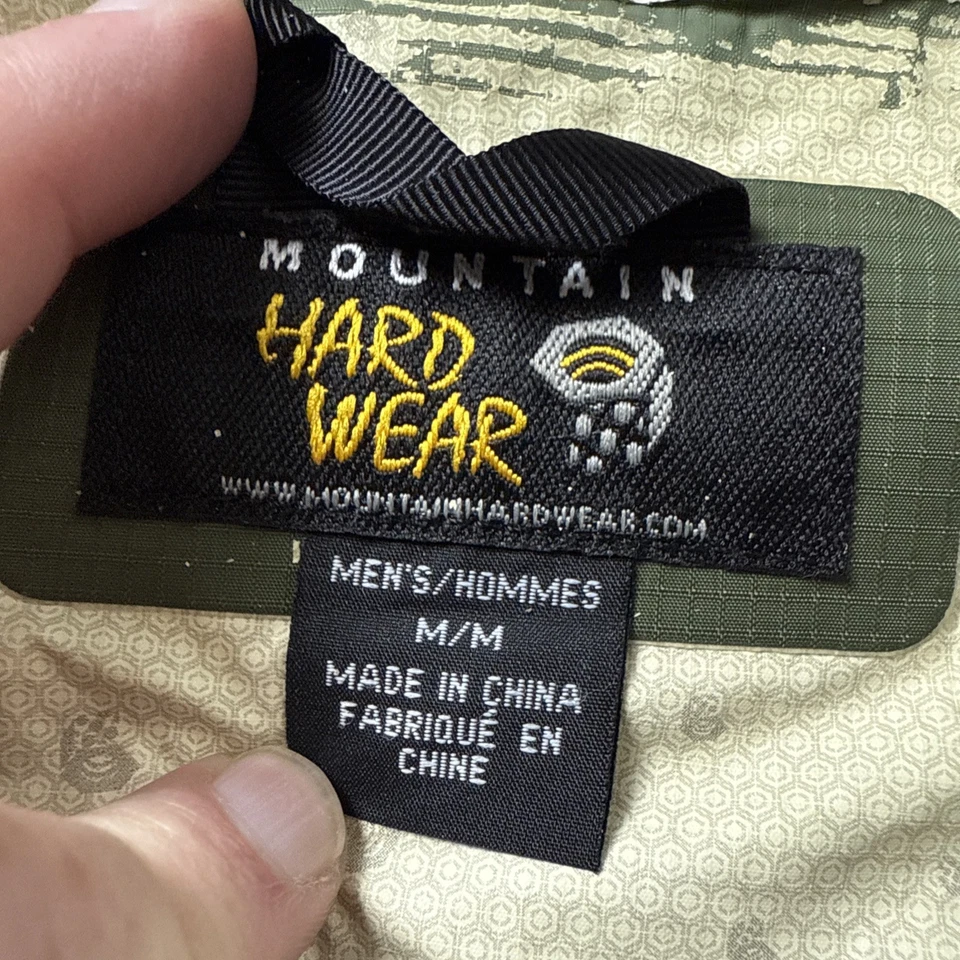 MOUNTAIN
HARD
WEAR
WWW.MOUNTAINHARDWEAR.COM
MEN'S/HOMMES
M/M
MADE IN CHINA
FABRIQUÉ EN
CHINE